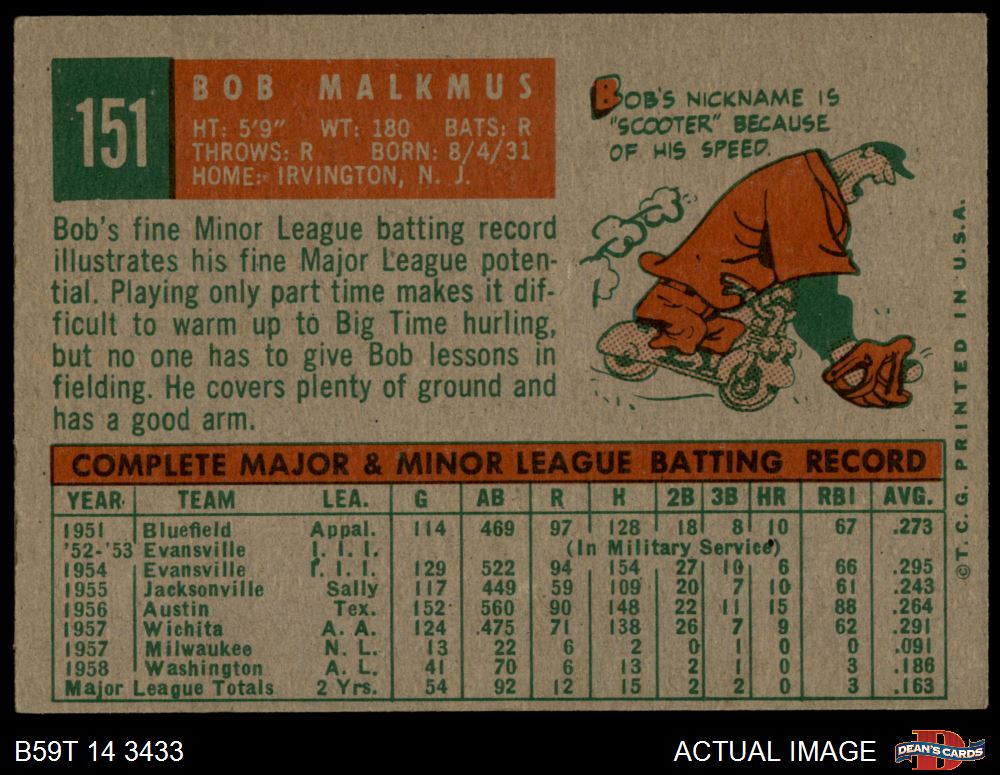 151
BOB MALKMUS
HT: 5'9" WT: 180 BATS: R
THROWS: R BORN: 8/4/31
HOME: IRVINGTON, N. J.
BOB'S NICKNAME IS
"SCOOTER" BECAUSE
OF HIS SPEED.
Bob's fine Minor League batting record
illustrates his fine Major League poten-
tial. Playing only part time makes it dif-
ficult to warm up to Big Time hurling,
but no one has to give Bob lessons in
fielding. He covers plenty of ground and
has a good arm.
©T. C. G. PRINTED IN U.S.A.
COMPLETE MAJOR & MINOR LEAGUE BATTING RECORD
YEAR TEAM LEA. G AB R H 2B 3B HR RBI AVG.
1951 Bluefield Appal. 114 469 97 128 18 8 10 67 .273
'52-'53 Evansville I. I. I. (In Military Service)
1954 Evansville I. I. I. 129 522 94 154 27 10 6 66 .295
1955 Jacksonville Sally 117 449 59 109 20 7 10 61 .243
1956 Austin Tex. 152 560 90 148 22 11 15 88 .264
1957 Wichita A. A. 124 .475 71 138 26 7 9 62 .291
1957 Milwaukee N. L. 13 22 6 2 0 1 0 0 .091
1958 Washington A. L. 41 70 6 13 2 1 0 3 .186
Major League Totals 2 Yrs. 54 92 12 15 2 2 0 3 .163
B59T 14 3433
ACTUAL IMAGE
D
DEAN'S CARDS